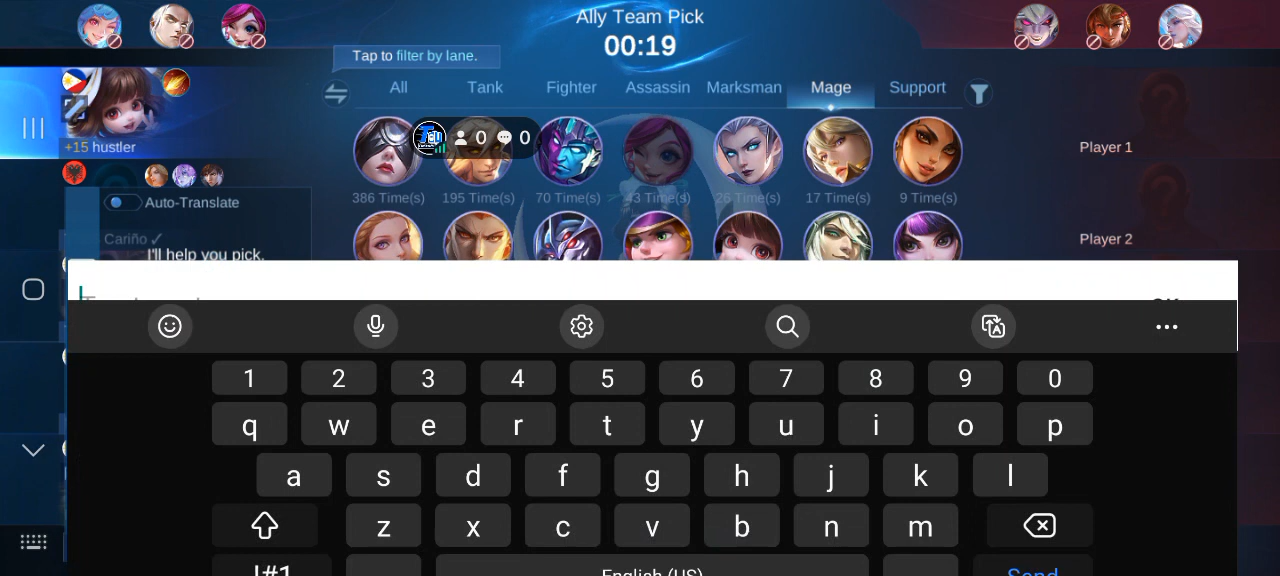 Ally Team Pick
00:19
Tap to filter by lane.
All Tank Fighter Assassin Marksman Mage Support
0 0
+15 hustler
Player 1
386 Time(s) 195 Time(s) 70 Time(s) 43 Time(s) 26 Time(s) 17 Time(s) 9 Time(s)
Auto-Translate
Cariño ✓
I'll help you pick.
Player 2
1 2 3 4 5 6 7 8 9 0
q w e r t y u i o p
a s d f g h j k l
z x c v b n m
!#1 English (US) Send